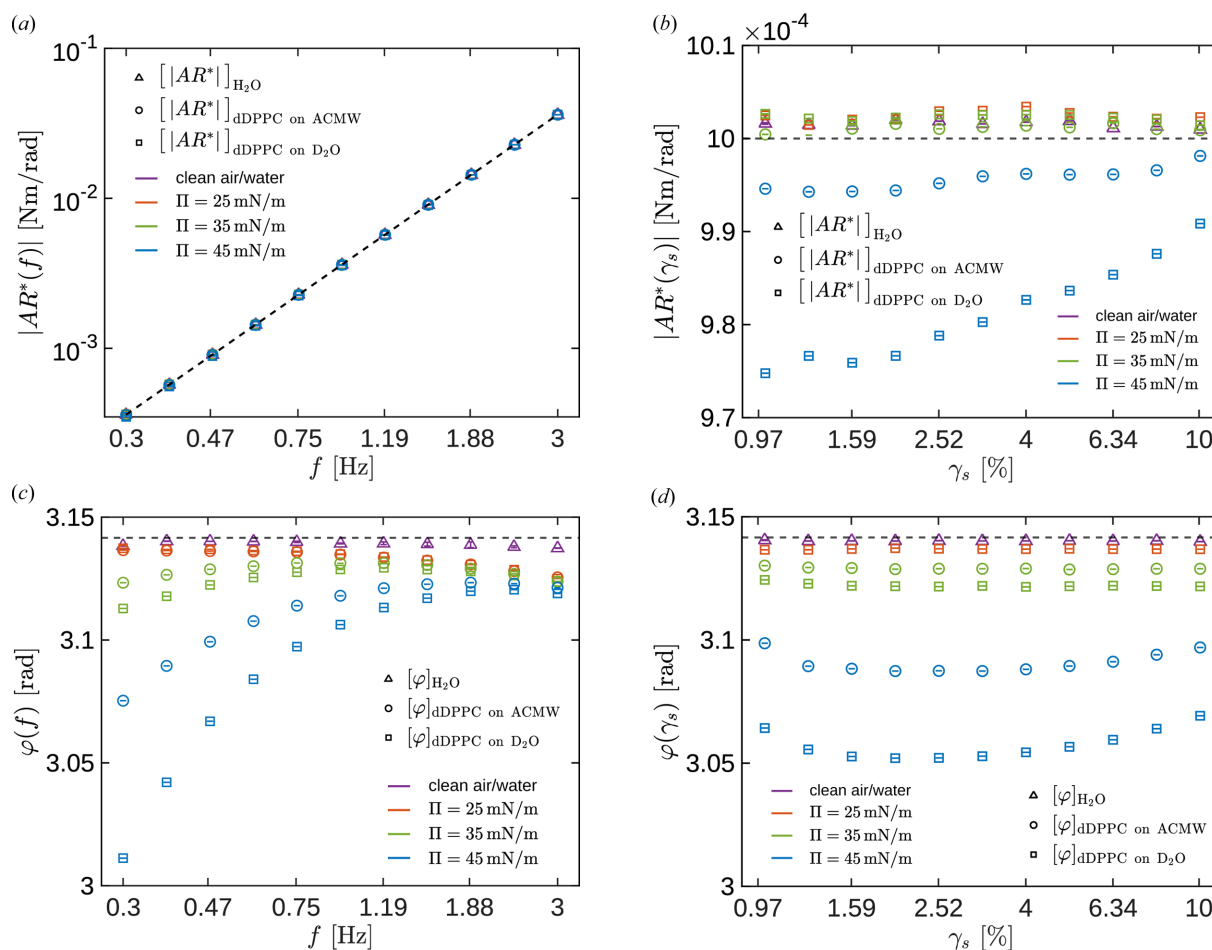 (a)
10⁻¹
10⁻²
10⁻³
|AR*(f)| [Nm/rad]
[|AR*|]H₂O
[|AR*|]dDPPC on ACMW
[|AR*|]dDPPC on D₂O
clean air/water
Π = 25 mN/m
Π = 35 mN/m
Π = 45 mN/m
0.3 0.47 0.75 1.19 1.88 3
f [Hz]
(b)
×10⁻⁴
10.1
10
9.9
9.8
9.7
|AR*(γs)| [Nm/rad]
[|AR*|]H₂O
[|AR*|]dDPPC on ACMW
[|AR*|]dDPPC on D₂O
clean air/water
Π = 25 mN/m
Π = 35 mN/m
Π = 45 mN/m
0.97 1.59 2.52 4 6.34 10
γs [%]
(c)
3.15
3.1
3.05
3
φ(f) [rad]
[φ]H₂O
[φ]dDPPC on ACMW
[φ]dDPPC on D₂O
clean air/water
Π = 25 mN/m
Π = 35 mN/m
Π = 45 mN/m
0.3 0.47 0.75 1.19 1.88 3
f [Hz]
(d)
3.15
3.1
3.05
3
φ(γs) [rad]
clean air/water
Π = 25 mN/m
Π = 35 mN/m
Π = 45 mN/m
[φ]H₂O
[φ]dDPPC on ACMW
[φ]dDPPC on D₂O
0.97 1.59 2.52 4 6.34 10
γs [%]